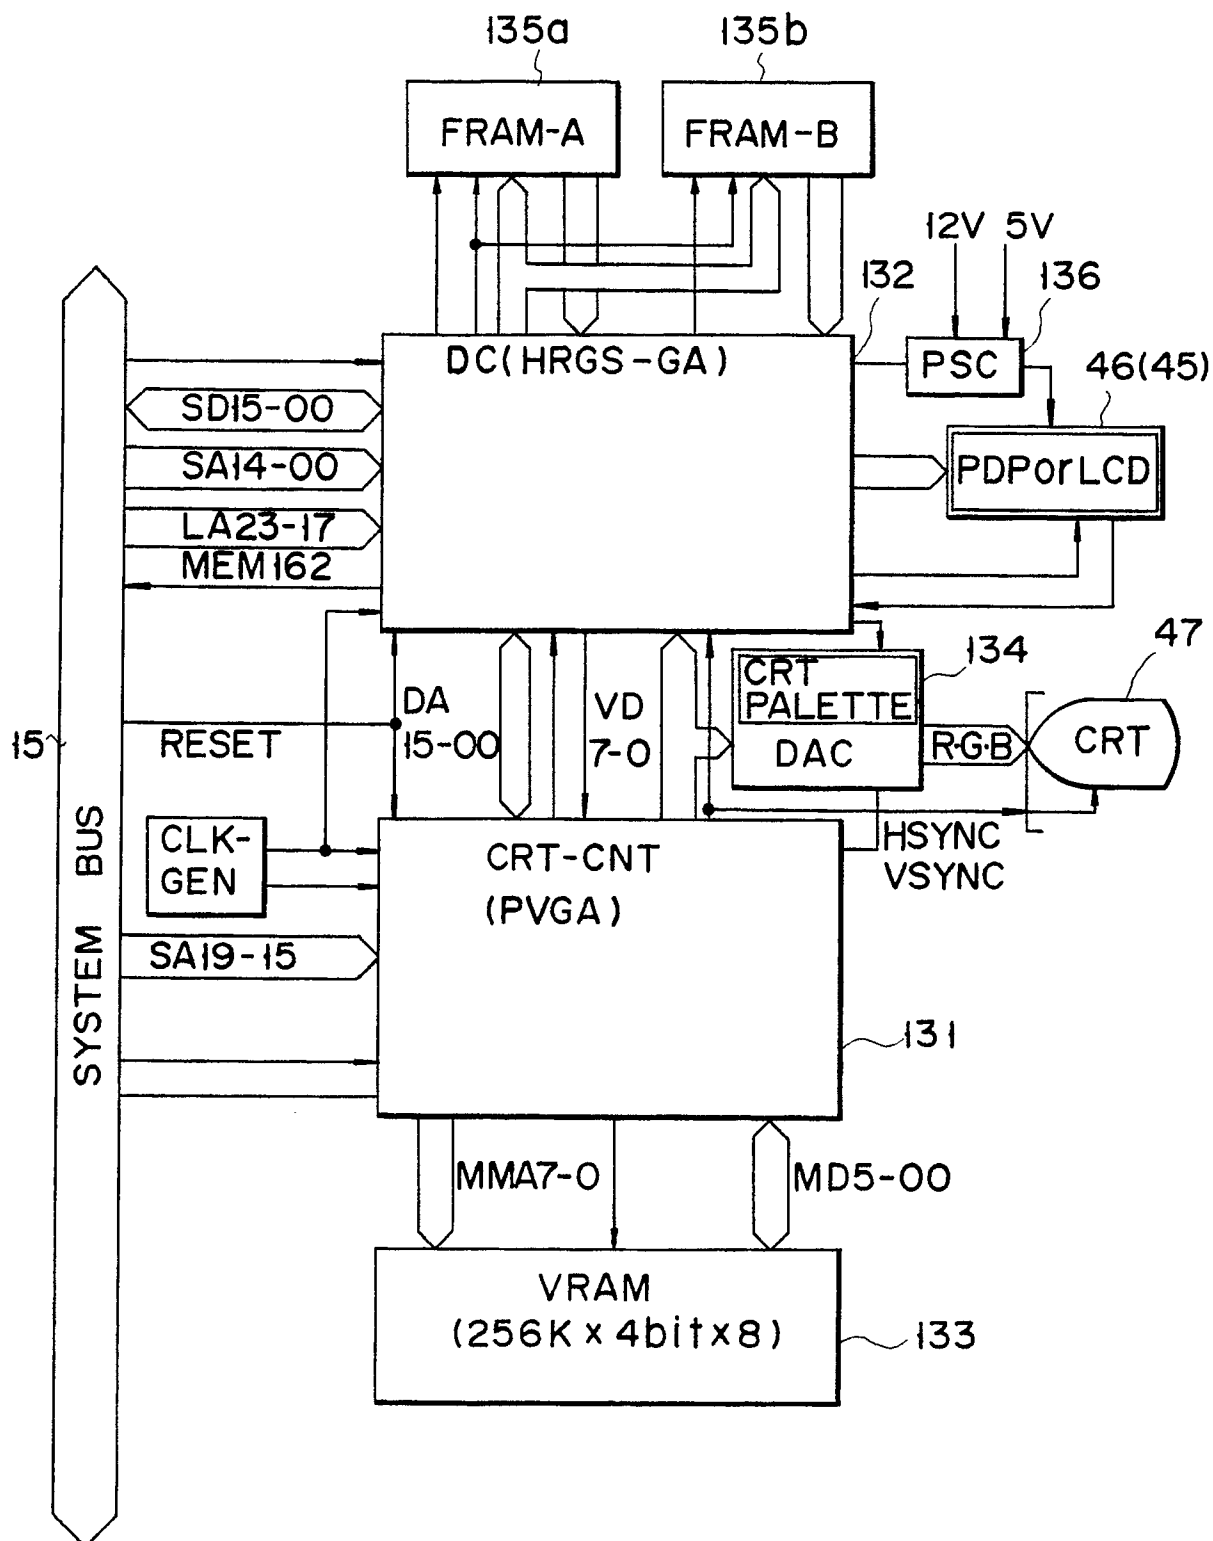 135a
135b
FRAM-A
FRAM-B
12V 5V
132
136
DC(HRGS-GA)
PSC
46(45)
SD15-00
SA14-00
PDPorLCD
LA23-17
MEM162
47
134
CRT
PALETTE
DA
15-00
VD
7-0
15
RESET
DAC
R·G·B
CRT
SYSTEM BUS
CLK-
GEN
CRT-CNT
(PVGA)
HSYNC
VSYNC
SA19-15
131
MMA7-0
MD5-00
VRAM
(256K x 4bit x 8)
133